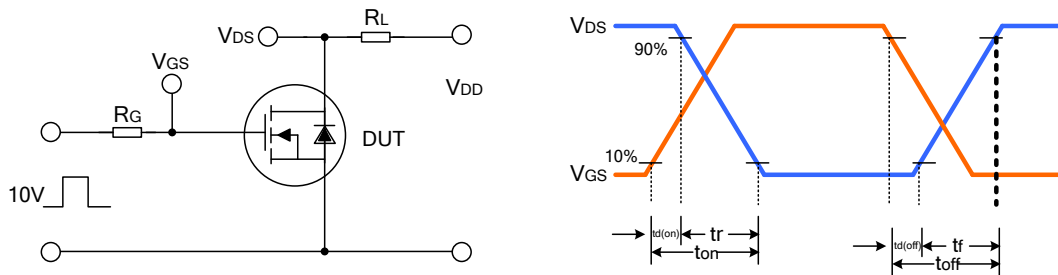 VDS
RL
VGS
VDD
RG
DUT
10V
VDS
90%
10%
VGS
td(on)
tr
ton
td(off)
tf
toff